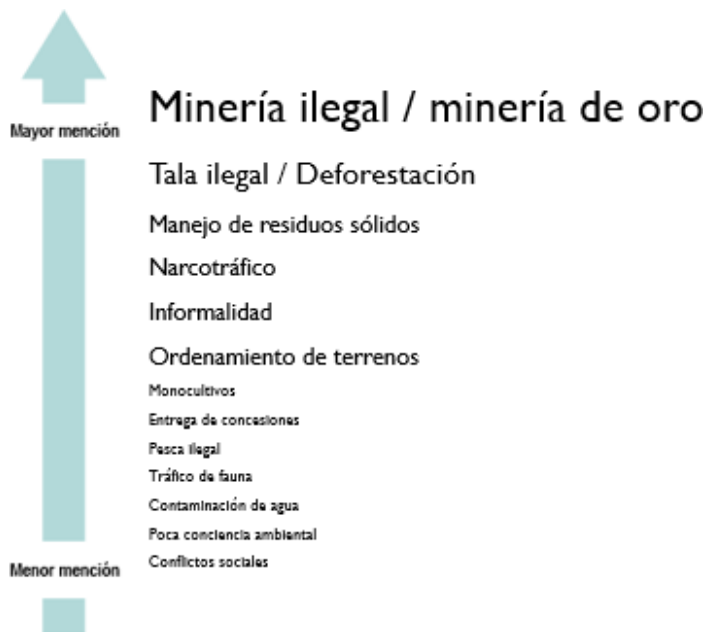 Minería ilegal / minería de oro
Mayor mención
Tala ilegal / Deforestación
Manejo de residuos sólidos
Narcotráfico
Informalidad
Ordenamiento de terrenos
Monocultivos
Entrega de concesiones
Pesca ilegal
Tráfico de fauna
Contaminación de agua
Poca conciencia ambiental
Conflictos sociales
Menor mención